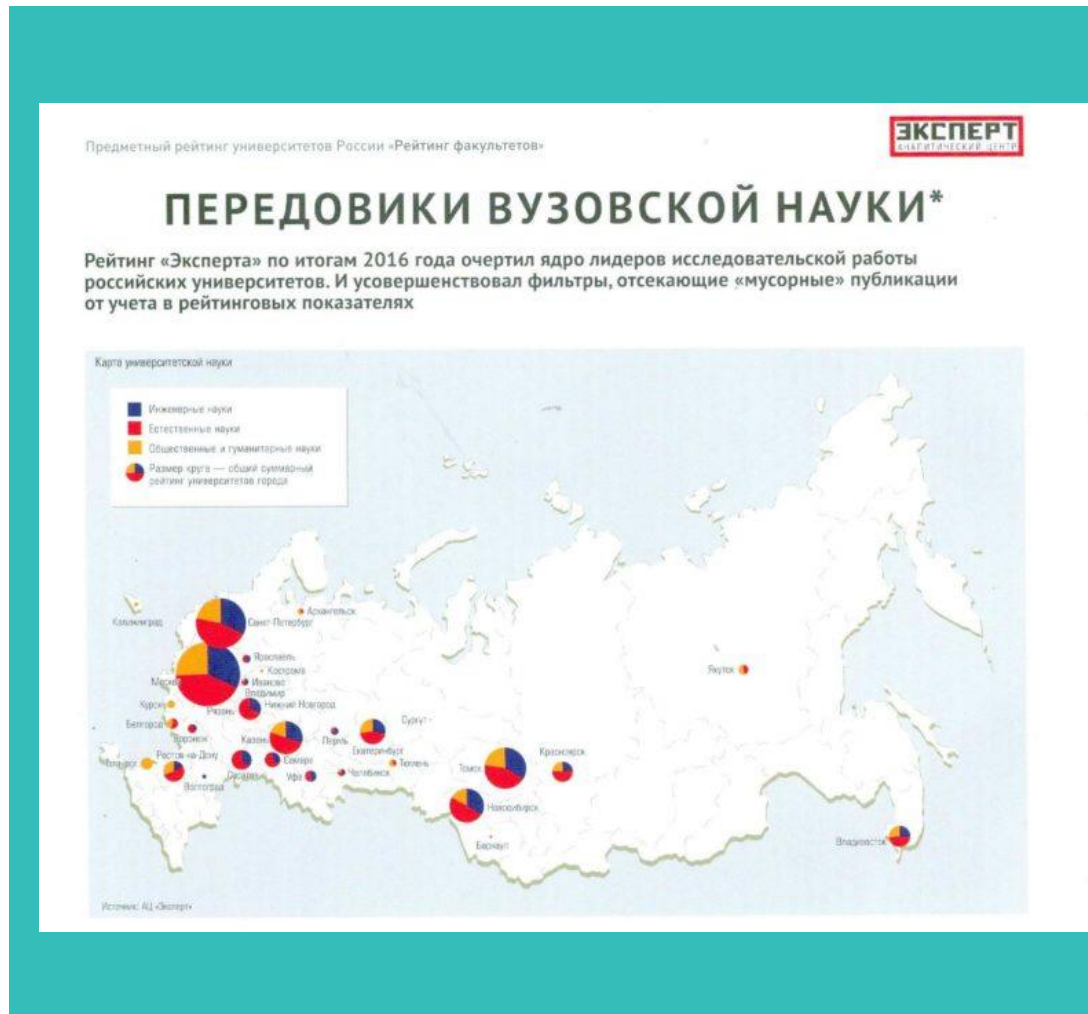 Предметный рейтинг университетов России «Рейтинг факультетов»
ЭКСПЕРТ
АНАЛИТИЧЕСКИЙ ЦЕНТР
ПЕРЕДОВИКИ ВУЗОВСКОЙ НАУКИ*
Рейтинг «Эксперта» по итогам 2016 года очертил ядро лидеров исследовательской работы
российских университетов. И усовершенствовал фильтры, отсекающие «мусорные» публикации
от учета в рейтинговых показателях
Карта университетской науки
Инженерные науки
Естественные науки
Общественные и гуманитарные науки
Размер круга — общий суммарный
рейтинг университетов города
Калининград
Санкт-Петербург
Архангельск
Ярославль
Кострома
Москва
Иваново
Владимир
Курск
Рязань
Нижний Новгород
Якутск
Белгород
Воронеж
Казань
Пермь
Сургут
Екатеринбург
Ростов-на-Дону
Самара
Тюмень
Томск
Красноярск
Волгоград
Саратов
Уфа
Челябинск
Новосибирск
Барнаул
Владивосток
Источник: АЦ «Эксперт»